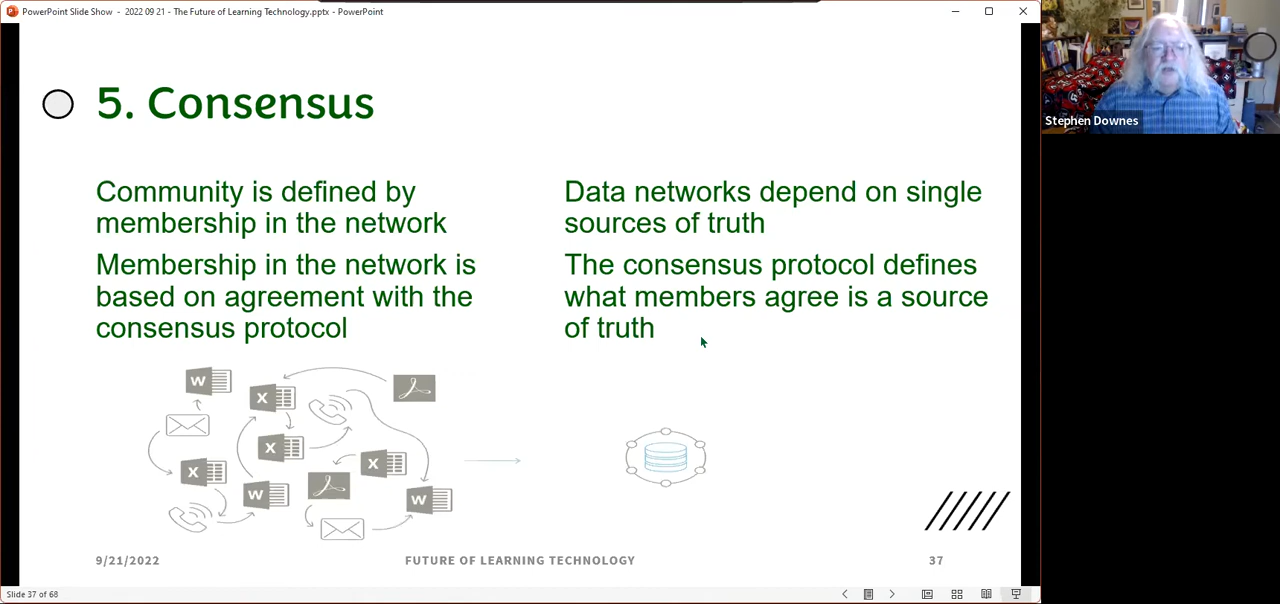 PowerPoint Slide Show - 2022 09 21 - The Future of Learning Technology.pptx - PowerPoint
Stephen Downes
5. Consensus
Community is defined by
membership in the network
Membership in the network is
based on agreement with the
consensus protocol
Data networks depend on single
sources of truth
The consensus protocol defines
what members agree is a source
of truth
W
X
X
X
X
W
W
9/21/2022
FUTURE OF LEARNING TECHNOLOGY
37
Slide 37 of 68